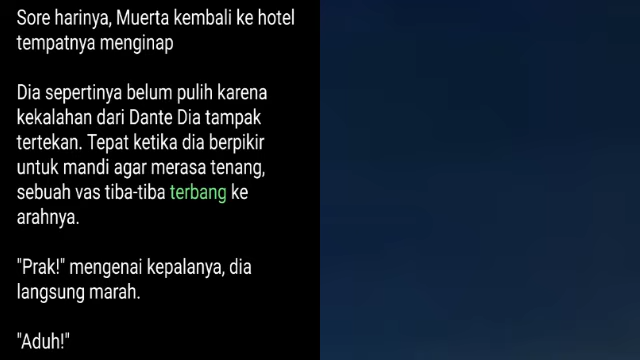 Sore harinya, Muerta kembali ke hotel
tempatnya menginap
Dia sepertinya belum pulih karena
kekalahan dari Dante Dia tampak
tertekan. Tepat ketika dia berpikir
untuk mandi agar merasa tenang,
sebuah vas tiba-tiba terbang ke
arahnya.
"Prak!" mengenai kepalanya, dia
langsung marah.
"Aduh!"